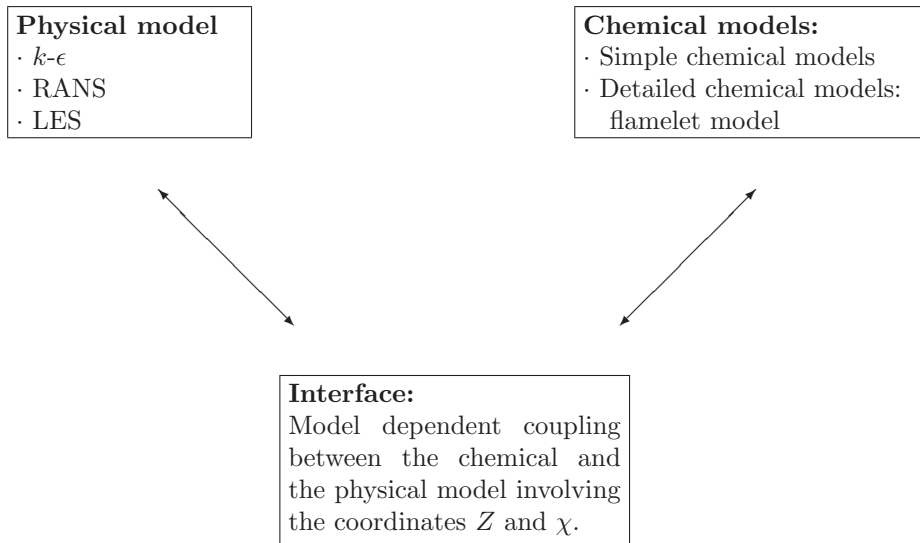 Physical model
· k-ϵ
· RANS
· LES
Chemical models:
· Simple chemical models
· Detailed chemical models:
flamelet model
Interface:
Model dependent coupling
between the chemical and
the physical model involving
the coordinates Z and χ.